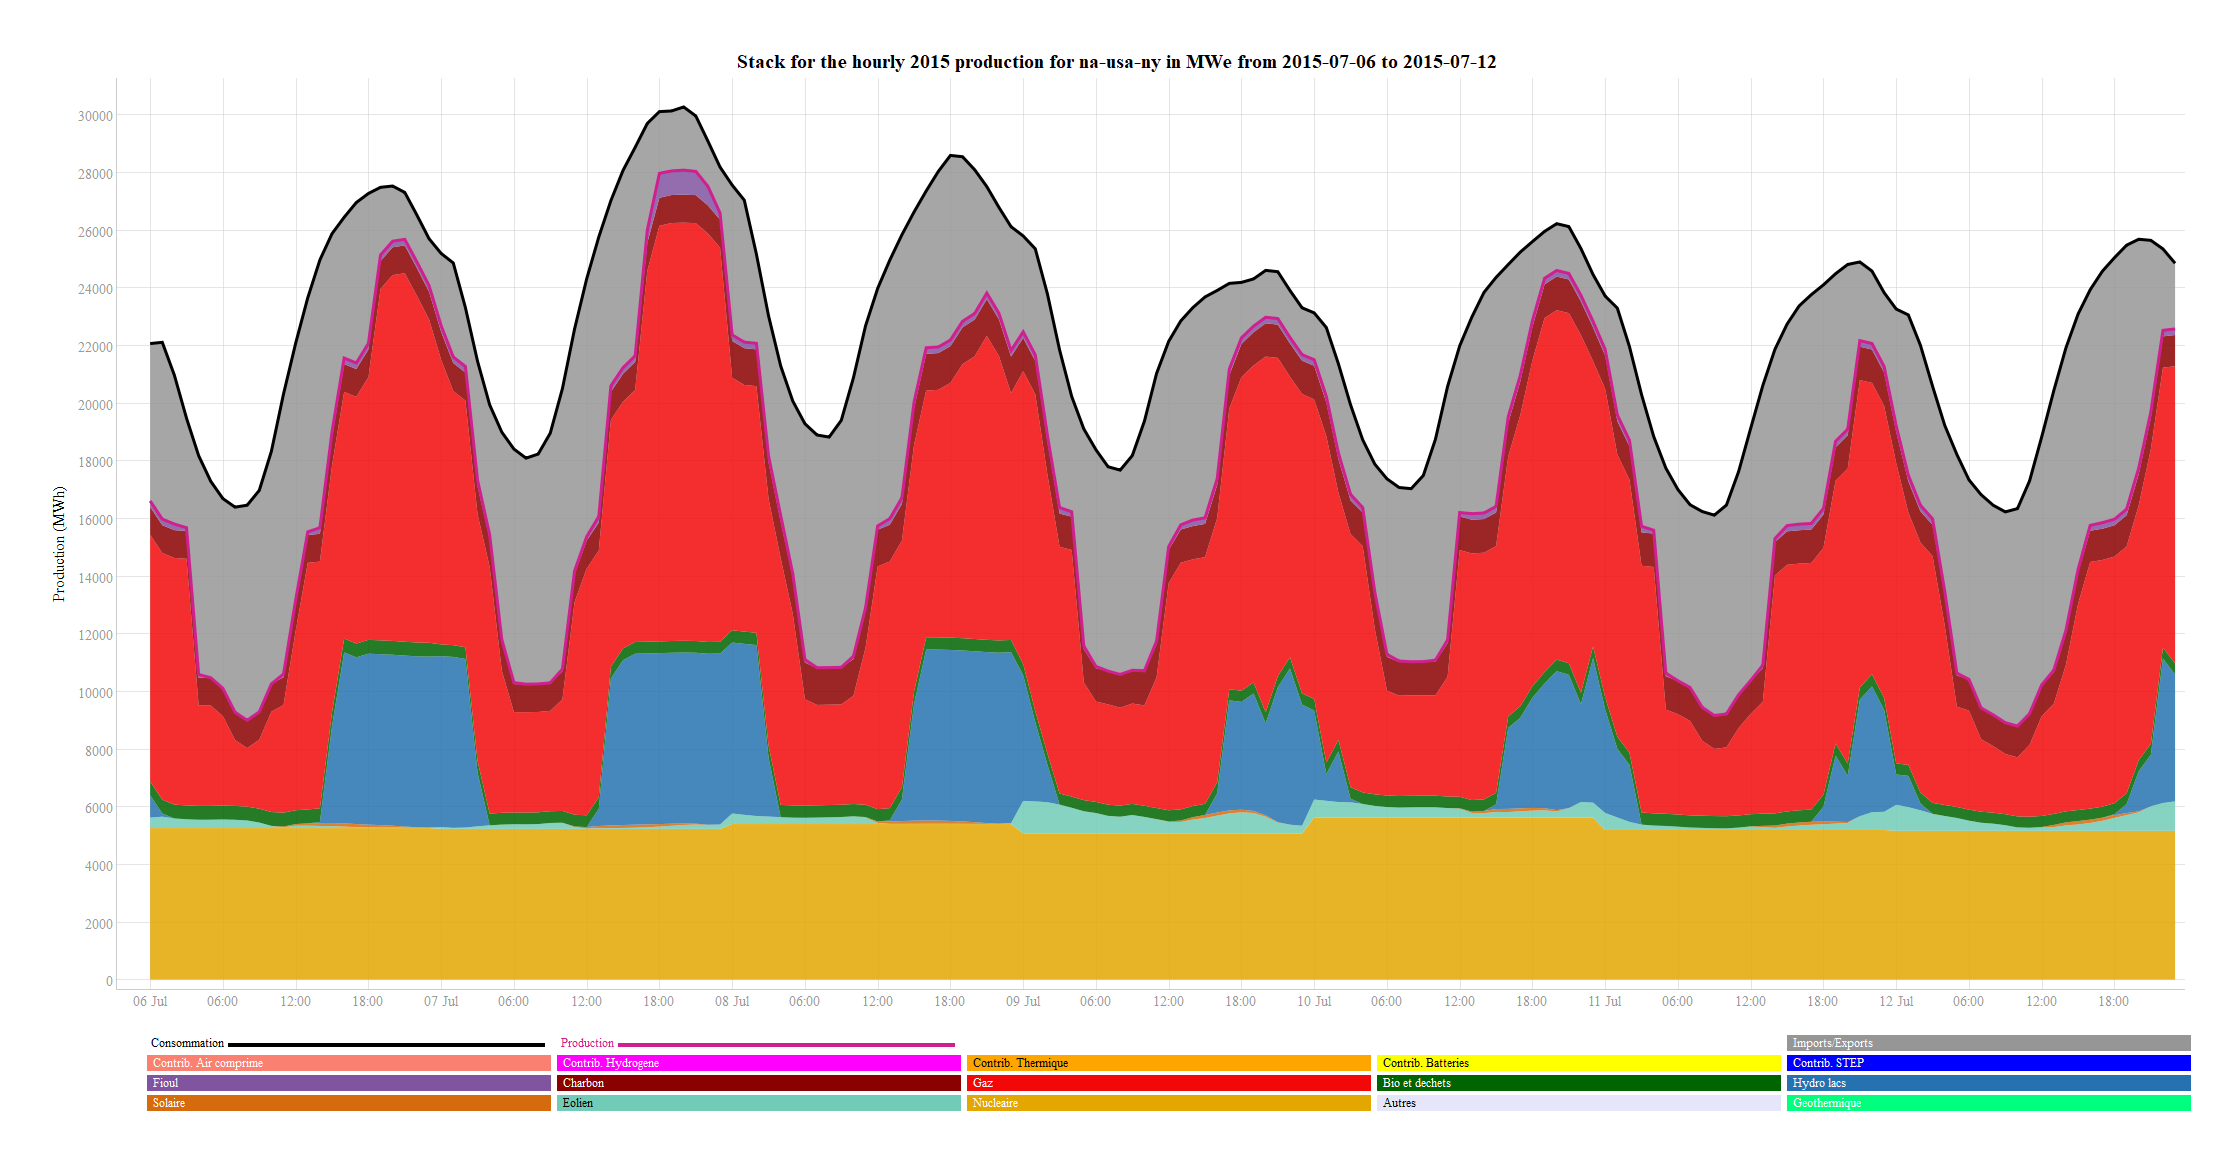 Stack for the hourly 2015 production for na-usa-ny in MWe from 2015-07-06 to 2015-07-12
Production (MWh)
30000
28000
26000
24000
22000
20000
18000
16000
14000
12000
10000
8000
6000
4000
2000
0
06 Jul 06:00 12:00 18:00 07 Jul 06:00 12:00 18:00 08 Jul 06:00 12:00 18:00 09 Jul 06:00 12:00 18:00 10 Jul 06:00 12:00 18:00 11 Jul 06:00 12:00 18:00 12 Jul 06:00 12:00 18:00
Consommation Production Imports/Exports
Contrib. Air comprime Contrib. Hydrogene Contrib. Thermique Contrib. Batteries Contrib. STEP
Fioul Charbon Gaz Bio et dechets Hydro lacs
Solaire Eolien Nucleaire Autres Geothermique